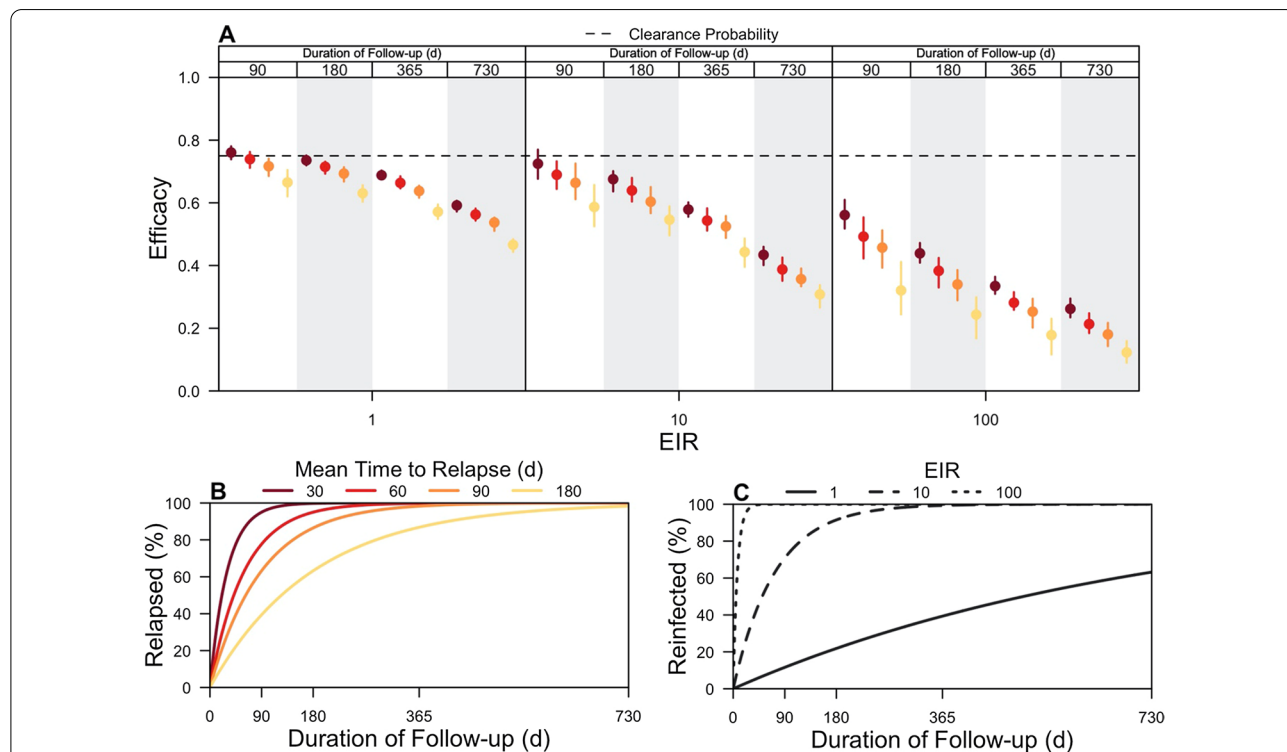 A
Clearance Probability
Duration of Follow-up (d) Duration of Follow-up (d) Duration of Follow-up (d)
90 180 365 730 90 180 365 730 90 180 365 730
1.0
0.8
0.6
0.4
0.2
0.0
Efficacy
1 10 100
EIR
Mean Time to Relapse (d)
B 30 60 90 180
100
80
60
40
20
0
Relapsed (%)
0 90 180 365 730
Duration of Follow-up (d)
EIR
C 1 10 100
100
80
60
40
20
0
Reinfected (%)
0 90 180 365 730
Duration of Follow-up (d)